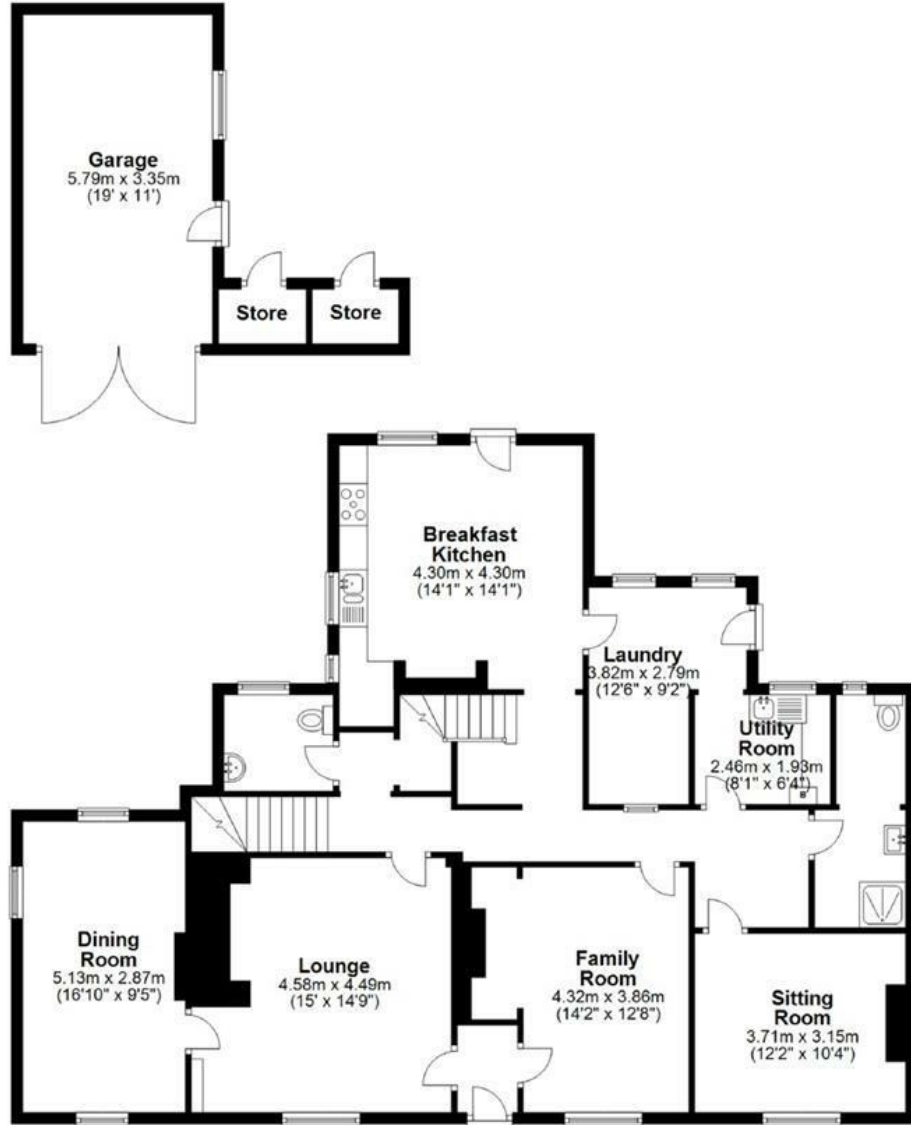 Garage
5.79m x 3.35m
(19' x 11')
Store
Store
Breakfast
Kitchen
4.30m x 4.30m
(14'1" x 14'1")
Laundry
3.82m x 2.79m
(12'6" x 9'2")
Utility
Room
2.46m x 1.93m
(8'1" x 6'4")
Dining
Room
5.13m x 2.87m
(16'10" x 9'5")
Lounge
4.58m x 4.49m
(15' x 14'9")
Family
Room
4.32m x 3.86m
(14'2" x 12'8")
Sitting
Room
3.71m x 3.15m
(12'2" x 10'4")